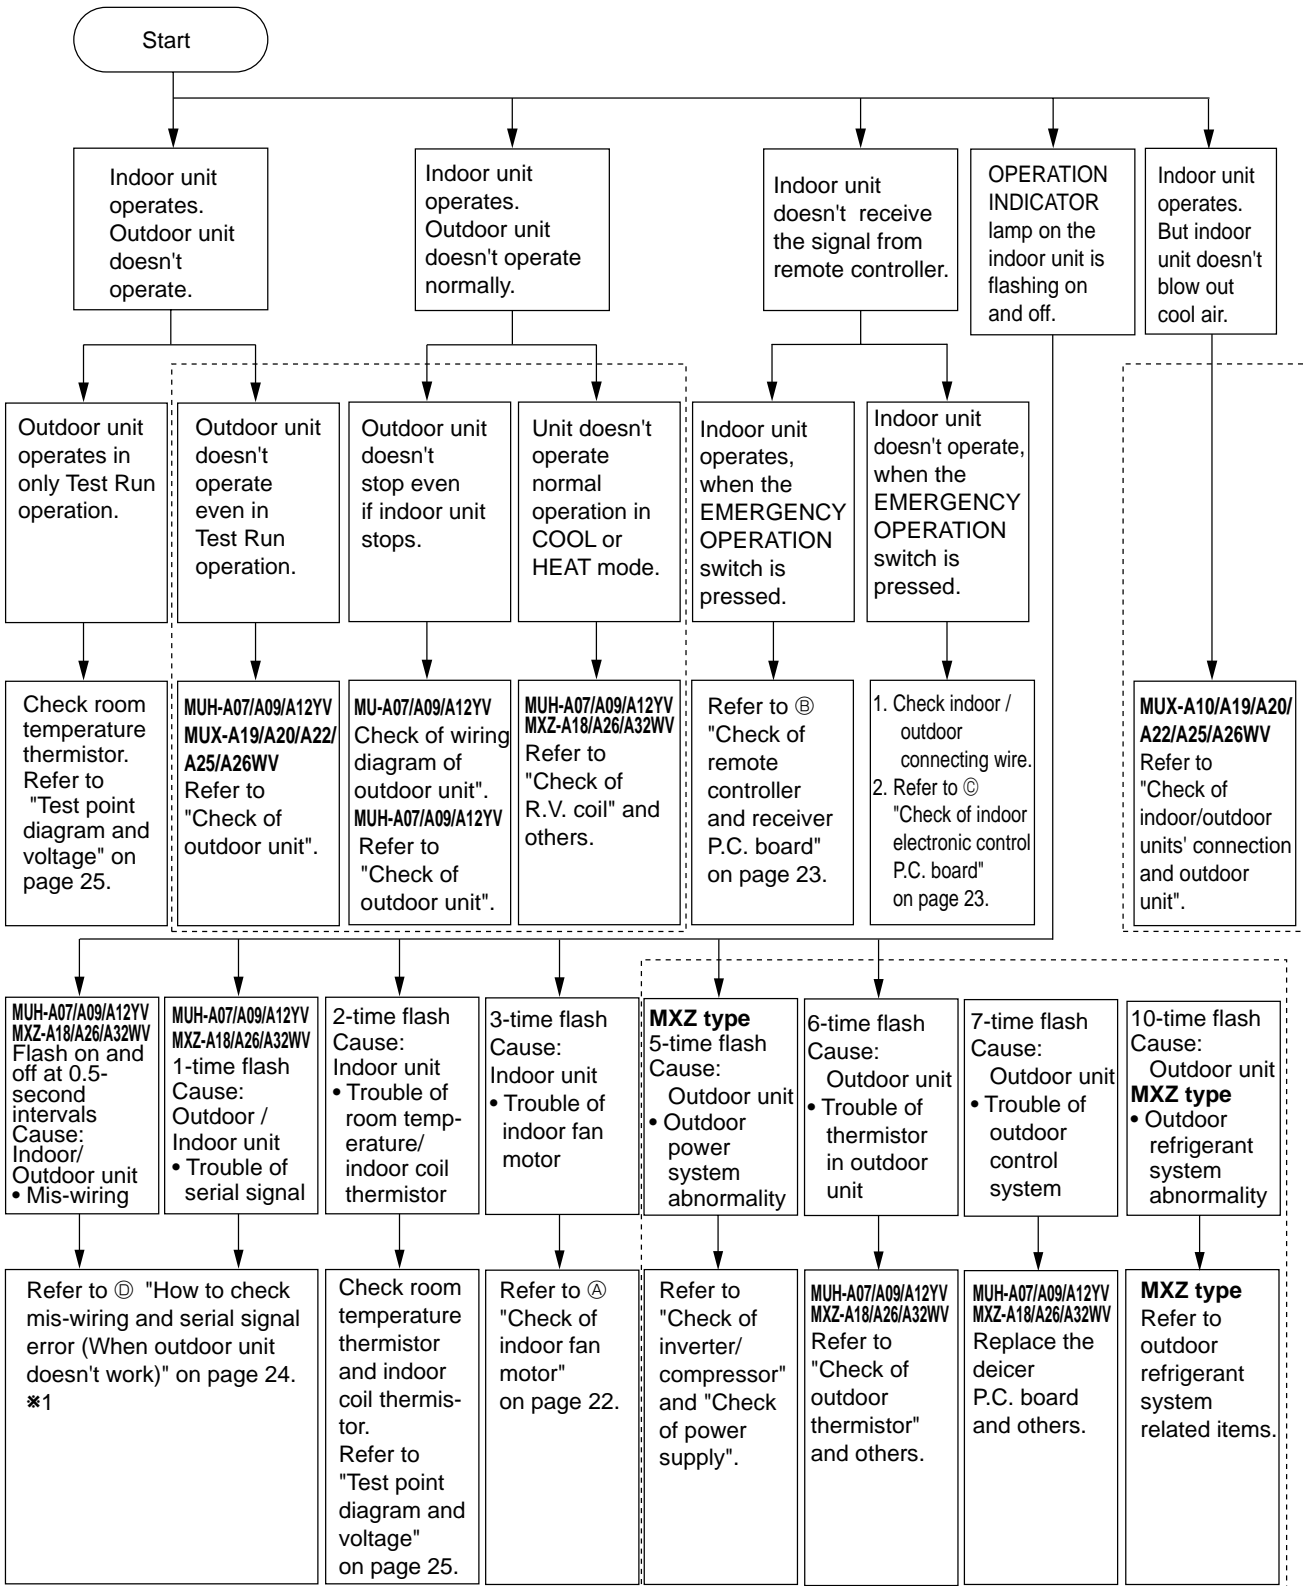 Start
Indoor unit
operates.
Outdoor unit
doesn't
operate.
Indoor unit
operates.
Outdoor unit
doesn't operate
normally.
Indoor unit
doesn't receive
the signal from
remote controller.
OPERATION
INDICATOR
lamp on the
indoor unit is
flashing on
and off.
Indoor unit
operates.
But indoor
unit doesn't
blow out
cool air.
Outdoor unit
operates in
only Test Run
operation.
Outdoor unit
doesn't
operate
even in
Test Run
operation.
Outdoor unit
doesn't
stop even
if indoor unit
stops.
Unit doesn't
operate
normal
operation in
COOL or
HEAT mode.
Indoor unit
operates,
when the
EMERGENCY
OPERATION
switch is
pressed.
Indoor unit
doesn't operate,
when the
EMERGENCY
OPERATION
switch is
pressed.
Check room
temperature
thermistor.
Refer to
"Test point
diagram and
voltage" on
page 25.
MUH-A07/A09/A12YV
MUX-A19/A20/A22/
A25/A26WV
Refer to
"Check of
outdoor unit".
MU-A07/A09/A12YV
Check of wiring
diagram of
outdoor unit".
MUH-A07/A09/A12YV
Refer to
"Check of
outdoor unit".
MUH-A07/A09/A12YV
MXZ-A18/A26/A32WV
Refer to
"Check of
R.V. coil" and
others.
Refer to Ⓑ
"Check of
remote
controller
and receiver
P.C. board"
on page 23.
1. Check indoor /
outdoor
connecting wire.
2. Refer to Ⓒ
"Check of indoor
electronic control
P.C. board"
on page 23.
MUX-A10/A19/A20/
A22/A25/A26WV
Refer to
"Check of
indoor/outdoor
units' connection
and outdoor
unit".
MUH-A07/A09/A12YV
MXZ-A18/A26/A32WV
Flash on and
off at 0.5-
second
intervals
Cause:
Indoor/
Outdoor unit
• Mis-wiring
MUH-A07/A09/A12YV
MXZ-A18/A26/A32WV
1-time flash
Cause:
Outdoor /
Indoor unit
• Trouble of
serial signal
2-time flash
Cause:
Indoor unit
• Trouble of
room temp-
erature/
indoor coil
thermistor
3-time flash
Cause:
Indoor unit
• Trouble of
indoor fan
motor
MXZ type
5-time flash
Cause:
Outdoor unit
• Outdoor
power
system
abnormality
6-time flash
Cause:
Outdoor unit
• Trouble of
thermistor
in outdoor
unit
7-time flash
Cause:
Outdoor unit
• Trouble of
outdoor
control
system
10-time flash
Cause:
Outdoor unit
MXZ type
• Outdoor
refrigerant
system
abnormality
Refer to Ⓓ "How to check
mis-wiring and serial signal
error (When outdoor unit
doesn't work)" on page 24.
※1
Check room
temperature
thermistor
and indoor
coil thermis-
tor.
Refer to
"Test point
diagram and
voltage"
on page 25.
Refer to Ⓐ
"Check of
indoor fan
motor"
on page 22.
Refer to
"Check of
inverter/
compressor"
and "Check
of power
supply".
MUH-A07/A09/A12YV
MXZ-A18/A26/A32WV
Refer to
"Check of
outdoor
thermistor"
and others.
MUH-A07/A09/A12YV
MXZ-A18/A26/A32WV
Replace the
deicer
P.C. board
and others.
MXZ type
Refer to
outdoor
refrigerant
system
related items.